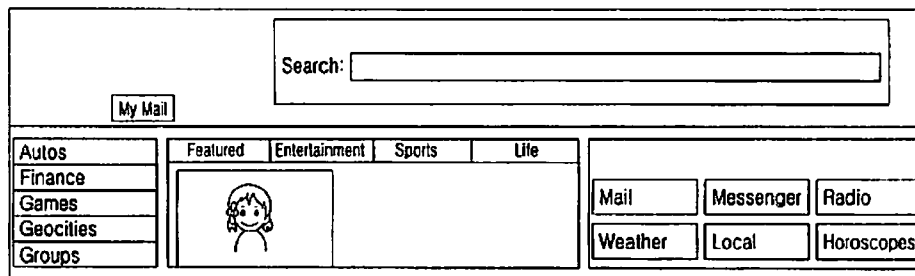 Search:
My Mail
Autos
Finance
Games
Geocities
Groups
Featured Entertainment Sports Life
Mail Messenger Radio
Weather Local Horoscopes